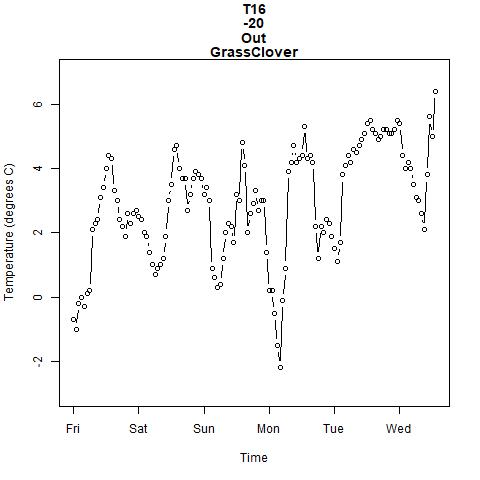 T16
-20
Out
GrassClover
Temperature (degrees C)
6
4
2
0
-2
Fri Sat Sun Mon Tue Wed
Time